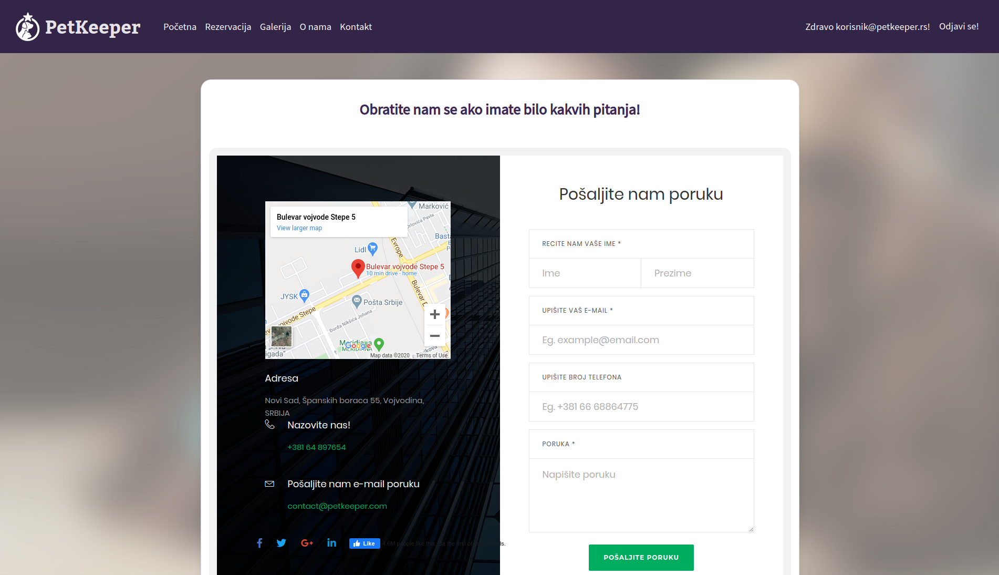 PetKeeper
Početna Rezervacija Galerija O nama Kontakt
Zdravo korisnik@petkeeper.rs! Odjavi se!
Obratite nam se ako imate bilo kakvih pitanja!
Bulevar vojvode Stepe 5
View larger map
Marković
Orlovića Pavla
Basta
Evrope
Lidl
Bulevar vojvode Stepe 5
10 min drive - home
JYSK
Pošta Srbije
Bulevar E
vojvode Stepe
Đorđa Nikšića Johana
Meridiana
MERIDIANA
Google
igada"
Map data ©2020 Terms of Use
Adresa
Novi Sad, Španskih boraca 55, Vojvodina,
SRBIJA
Nazovite nas!
+381 64 897654
Pošaljite nam e-mail poruku
contact@petkeeper.com
Like
4.6M people like this. Be the first of
Pošaljite nam poruku
RECITE NAM VAŠE IME *
Ime
Prezime
UPIŠITE VAŠ E-MAIL *
Eg. example@email.com
UPIŠITE BROJ TELEFONA
Eg. +381 66 68864775
PORUKA *
Napišite poruku
POŠALJITE PORUKU